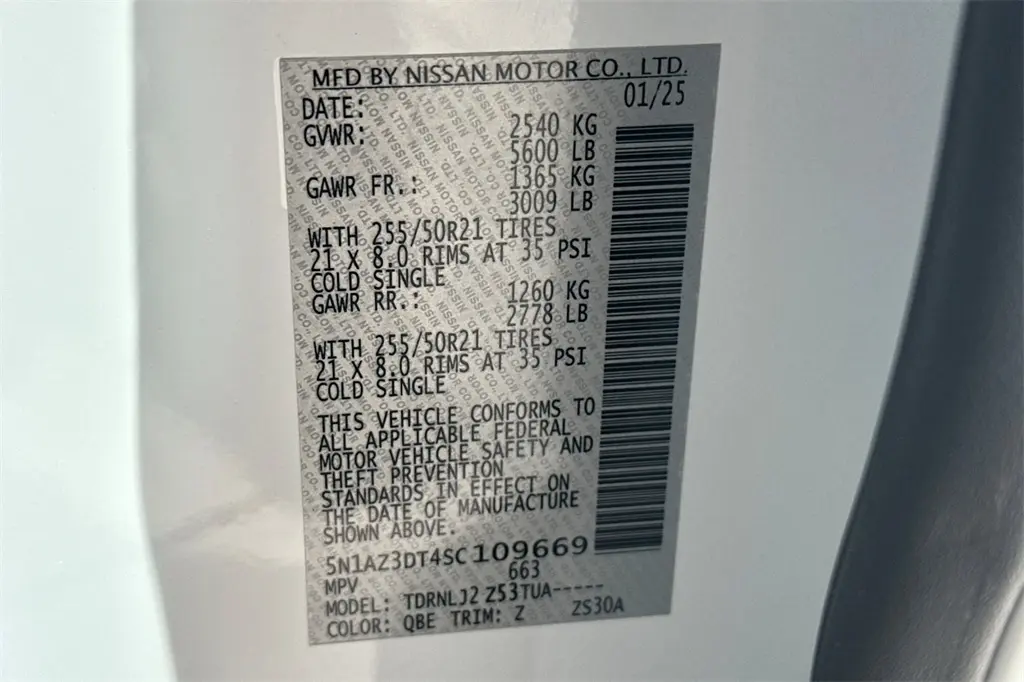 MFD BY NISSAN MOTOR CO., LTD.
DATE: 01/25
GVWR: 2540 KG
5600 LB
GAWR FR.: 1365 KG
3009 LB
WITH 255/50R21 TIRES
21 X 8.0 RIMS AT 35 PSI
COLD SINGLE
GAWR RR.: 1260 KG
2778 LB
WITH 255/50R21 TIRES
21 X 8.0 RIMS AT 35 PSI
COLD SINGLE
THIS VEHICLE CONFORMS TO
ALL APPLICABLE FEDERAL
MOTOR VEHICLE SAFETY AND
THEFT PREVENTION
STANDARDS IN EFFECT ON
THE DATE OF MANUFACTURE
SHOWN ABOVE.
5N1AZ3DT4SC109669
MPV 663
MODEL: TDRNLJ2 Z53TUA-----
COLOR: QBE TRIM: Z ZS30A